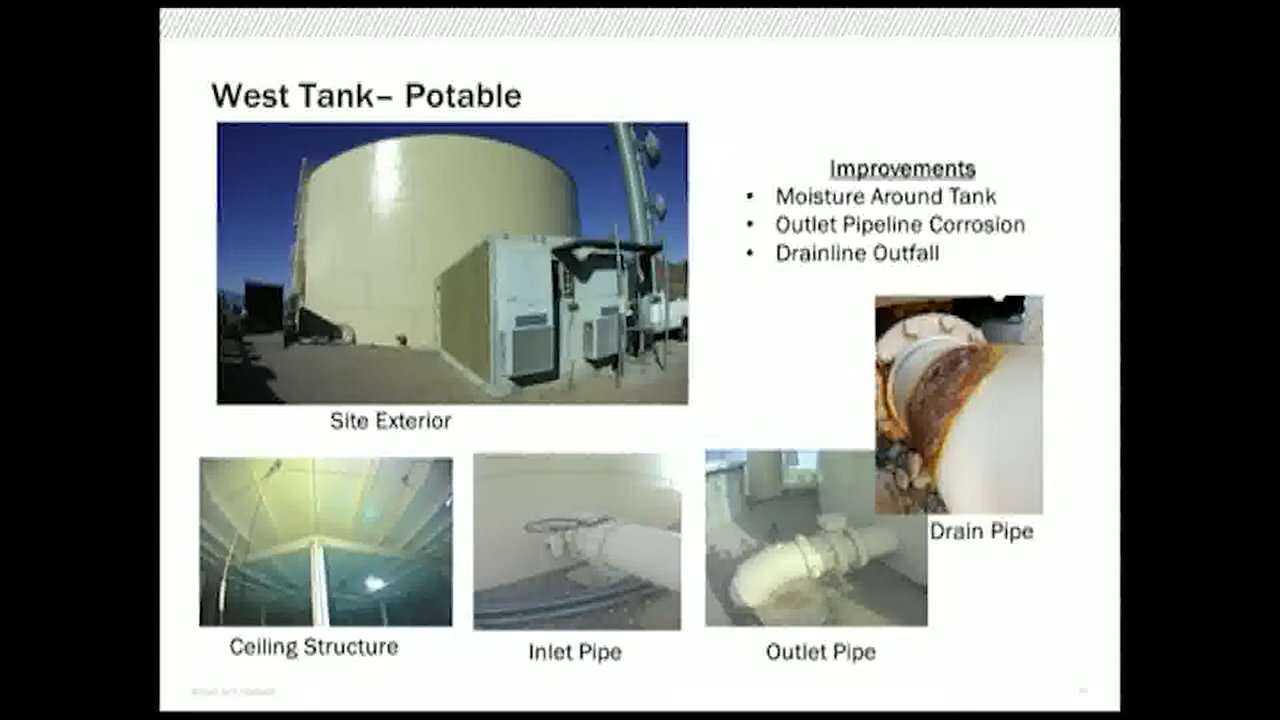 West Tank– Potable
Improvements
• Moisture Around Tank
• Outlet Pipeline Corrosion
• Drainline Outfall
Site Exterior
Drain Pipe
Ceiling Structure
Inlet Pipe
Outlet Pipe